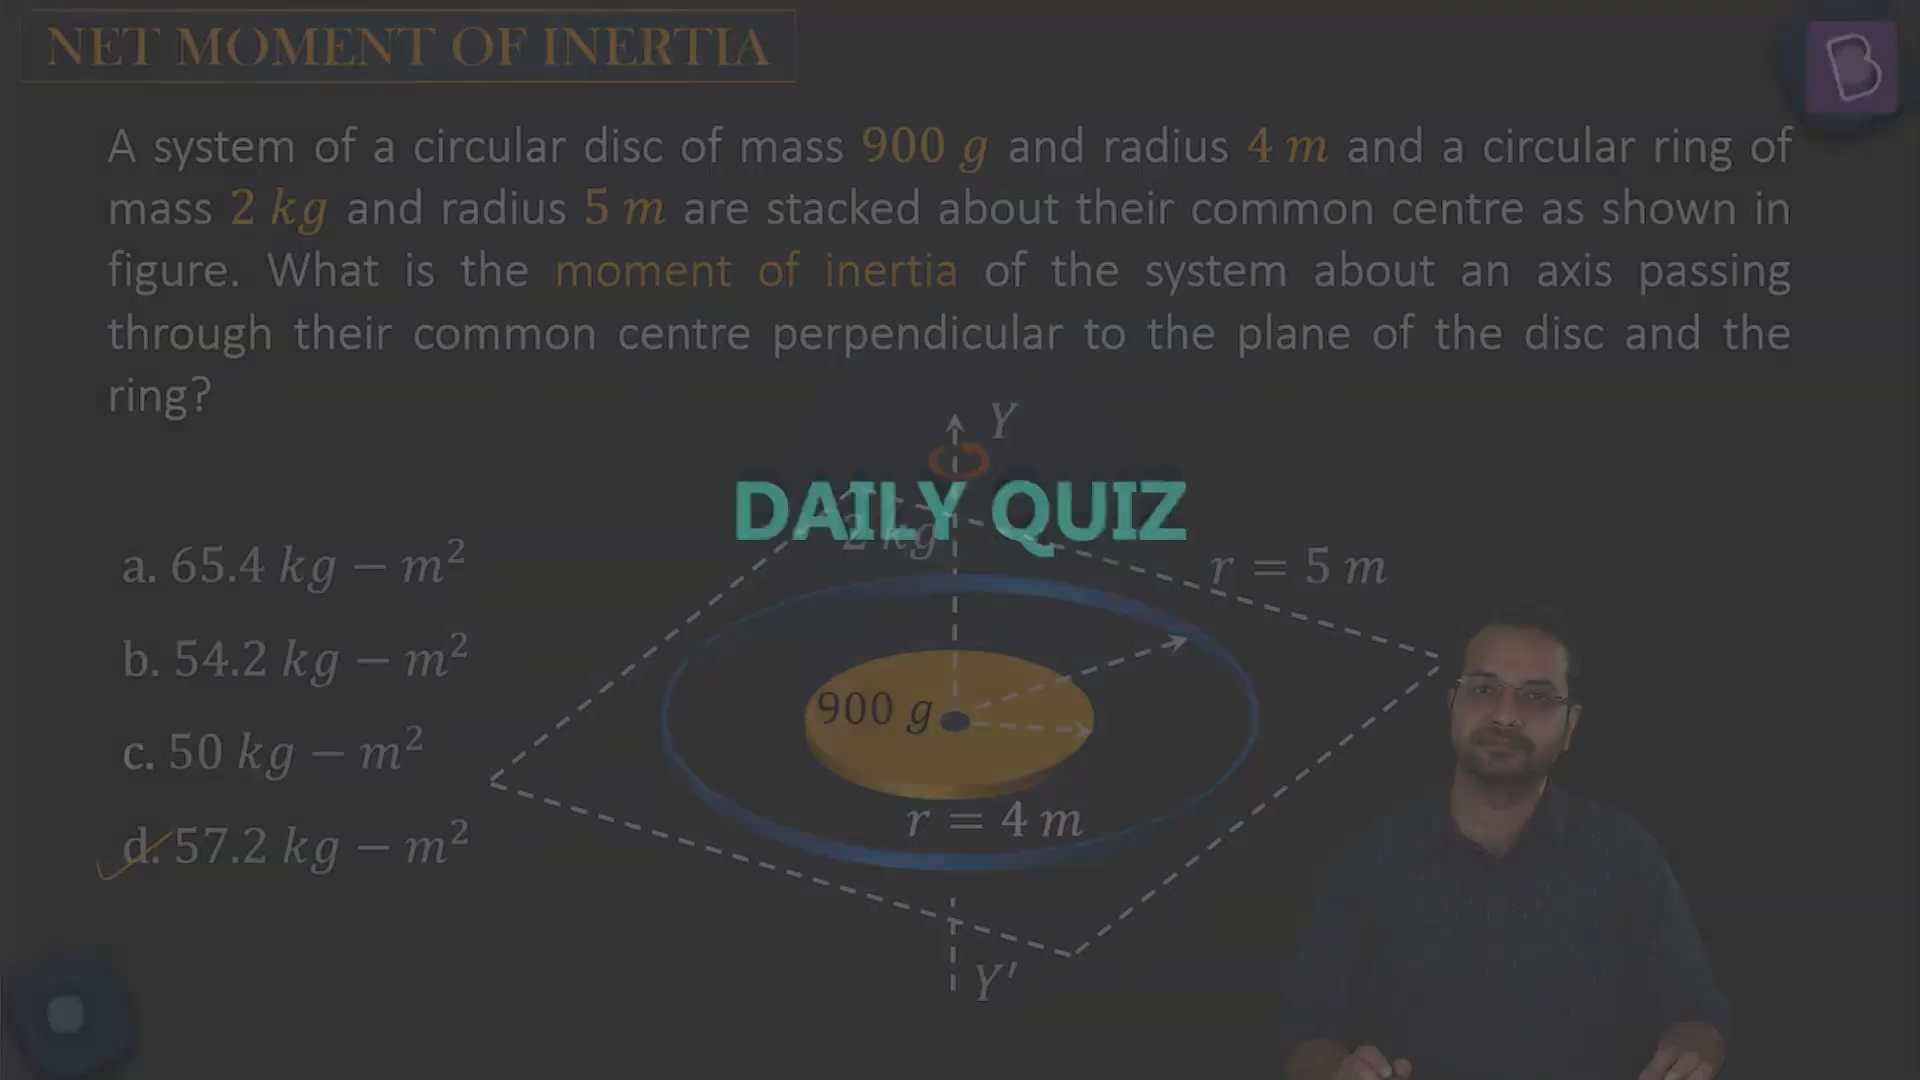 NET MOMENT OF INERTIA
B
A system of a circular disc of mass 900 g and radius 4 m and a circular ring of
mass 2 kg and radius 5 m are stacked about their common centre as shown in
figure. What is the moment of inertia of the system about an axis passing
through their common centre perpendicular to the plane of the disc and the
ring?
Y
DAILY QUIZ
2 kg
r = 5 m
a. 65.4 kg − m²
b. 54.2 kg − m²
900 g
c. 50 kg − m²
r = 4 m
d. 57.2 kg − m²
Y′